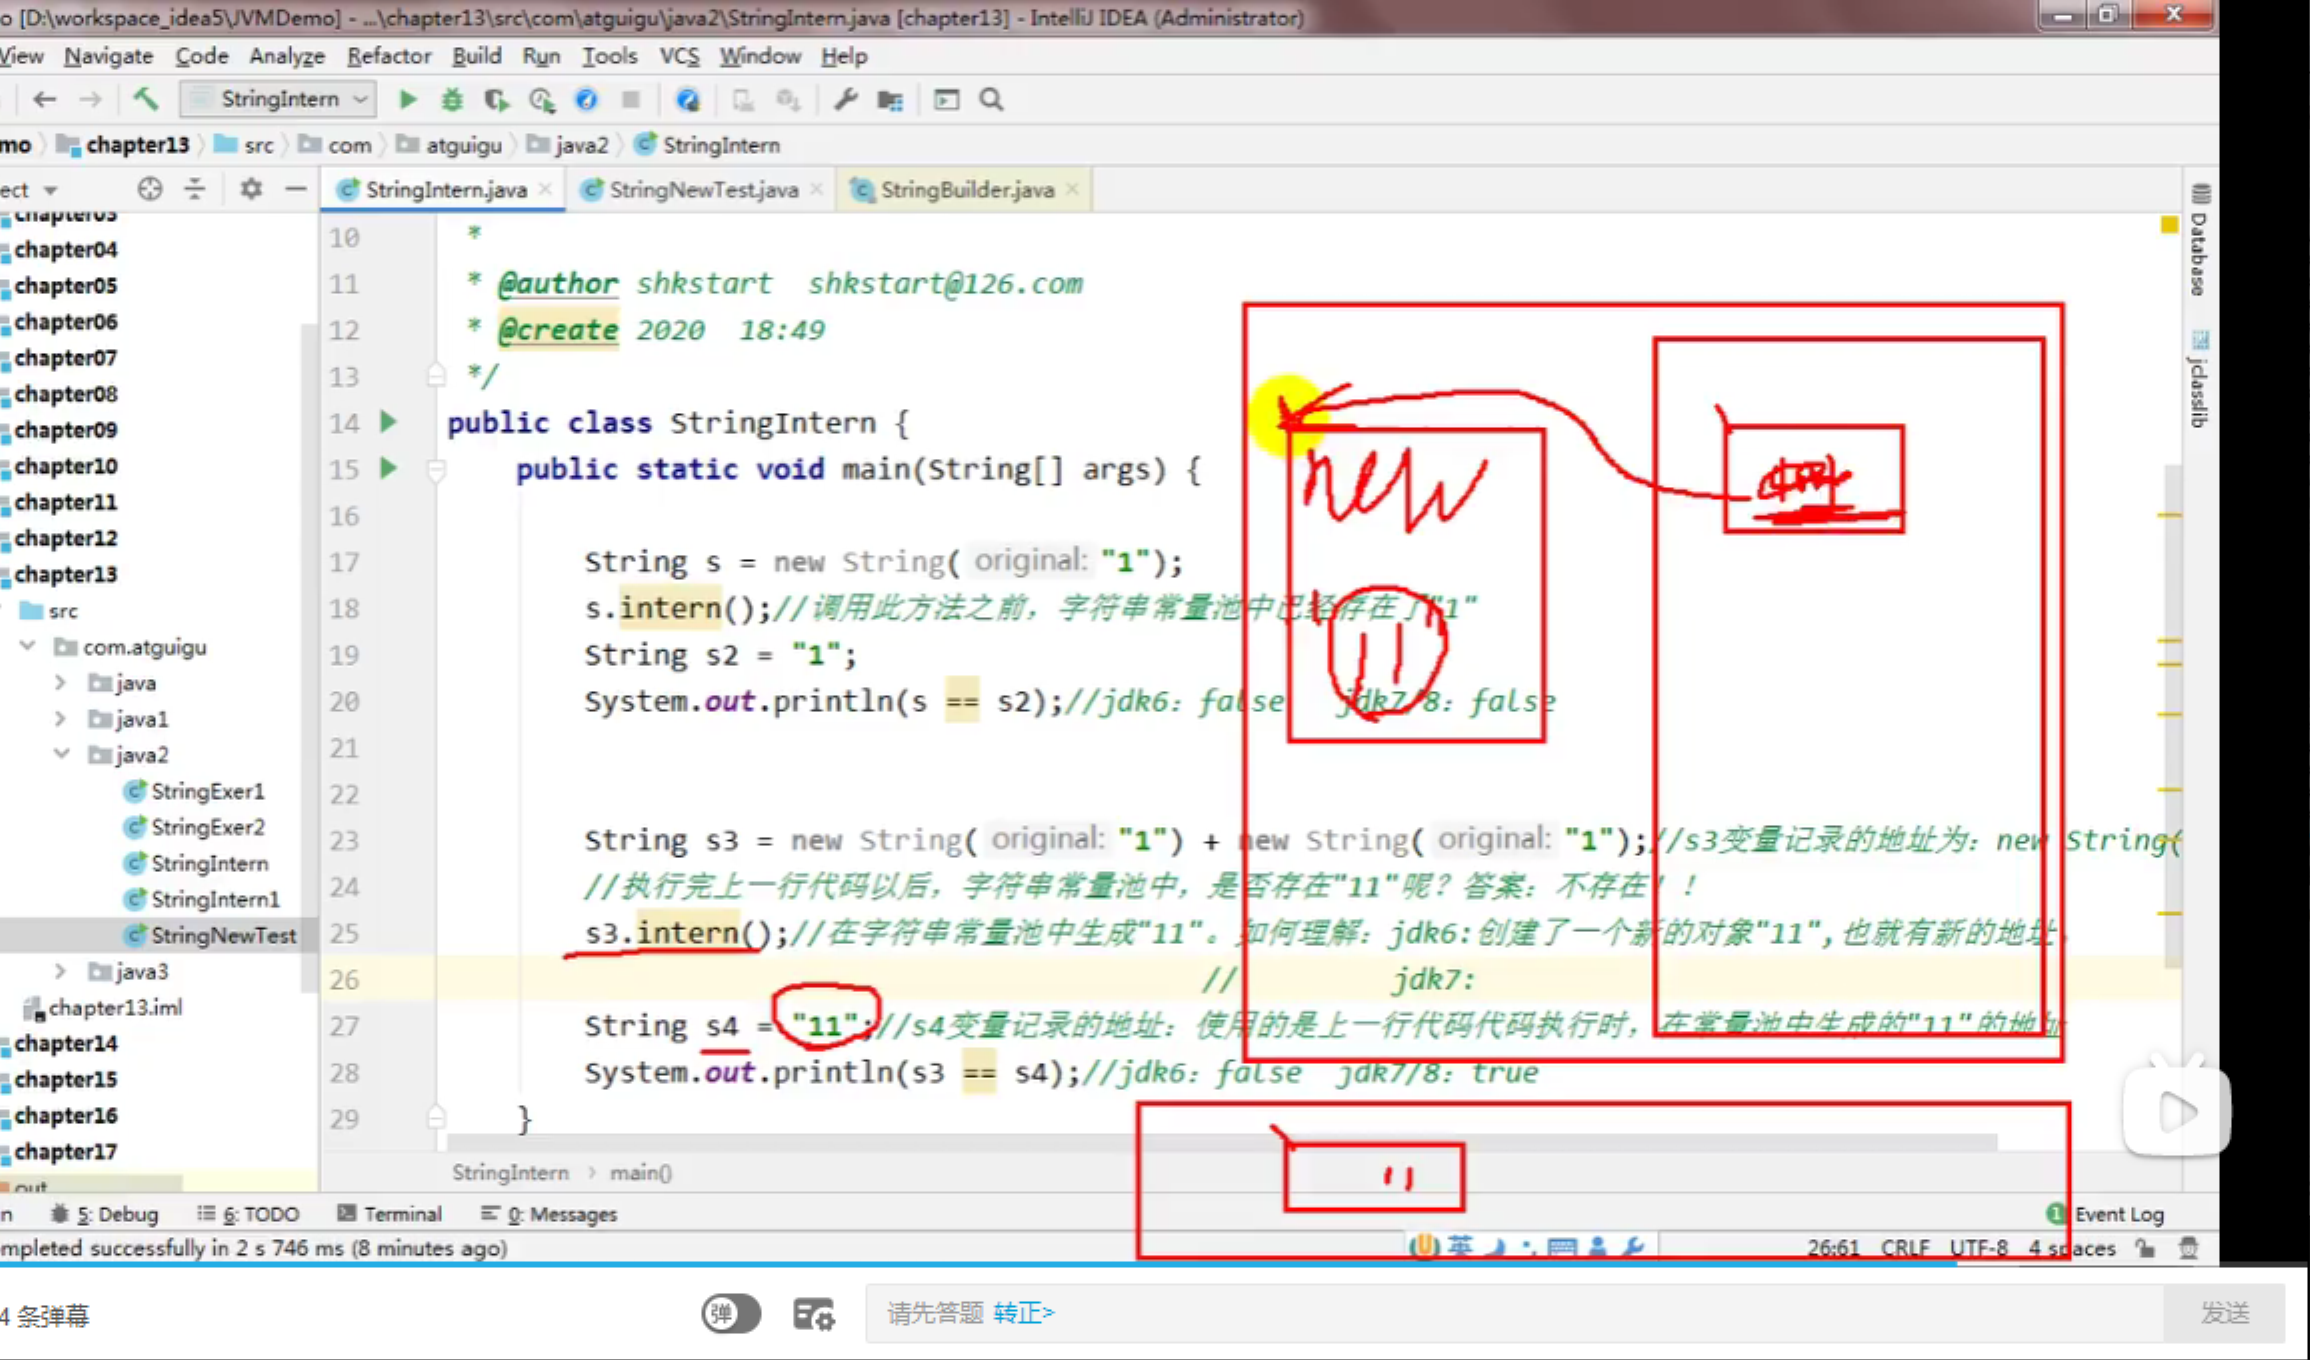 o [D:\workspace_idea5\JVMDemo] - ...\chapter13\src\com\atguigu\java2\StringIntern.java [chapter13] - IntelliJ IDEA (Administrator)
View Navigate Code Analyze Refactor Build Run Tools VCS Window Help
StringIntern
mo chapter13 src com atguigu java2 StringIntern
ect
StringIntern.java StringNewTest.java StringBuilder.java
chapter03
chapter04
chapter05
chapter06
chapter07
chapter08
chapter09
chapter10
chapter11
chapter12
chapter13
src
com.atguigu
java
java1
java2
StringExer1
StringExer2
StringIntern
StringIntern1
StringNewTest
java3
chapter13.iml
chapter14
chapter15
chapter16
chapter17
out
10 *
11 * @author shkstart shkstart@126.com
12 * @create 2020 18:49
13 */
14 public class StringIntern {
15 public static void main(String[] args) {
16
17 String s = new String( original: "1");
18 s.intern();//调用此方法之前，字符串常量池中已经存在了"1"
19 String s2 = "1";
20 System.out.println(s == s2);//jdk6：false jdk7/8：false
21
22
23 String s3 = new String( original: "1") + new String( original: "1");//s3变量记录的地址为：new String(
24 //执行完上一行代码以后，字符串常量池中，是否存在"11"呢？答案：不存在！！
25 s3.intern();//在字符串常量池中生成"11"。如何理解：jdk6:创建了一个新的对象"11",也就有新的地址。
26 // jdk7:
27 String s4 = "11";//s4变量记录的地址：使用的是上一行代码代码执行时，在常量池中生成的"11"的地址
28 System.out.println(s3 == s4);//jdk6：false jdk7/8：true
29 }
new
"11"
11
Database
jclasslib
StringIntern main()
n 5: Debug 6: TODO Terminal 0: Messages
1 Event Log
mpleted successfully in 2 s 746 ms (8 minutes ago)
英
26:61 CRLF UTF-8 4 spaces
4 条弹幕
弹
请先答题 转正>
发送